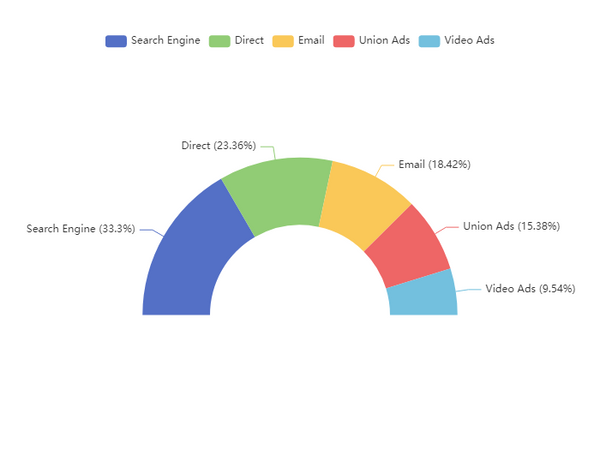 Search Engine Direct Email Union Ads Video Ads
Direct (23.36%)
Email (18.42%)
Search Engine (33.3%)
Union Ads (15.38%)
Video Ads (9.54%)